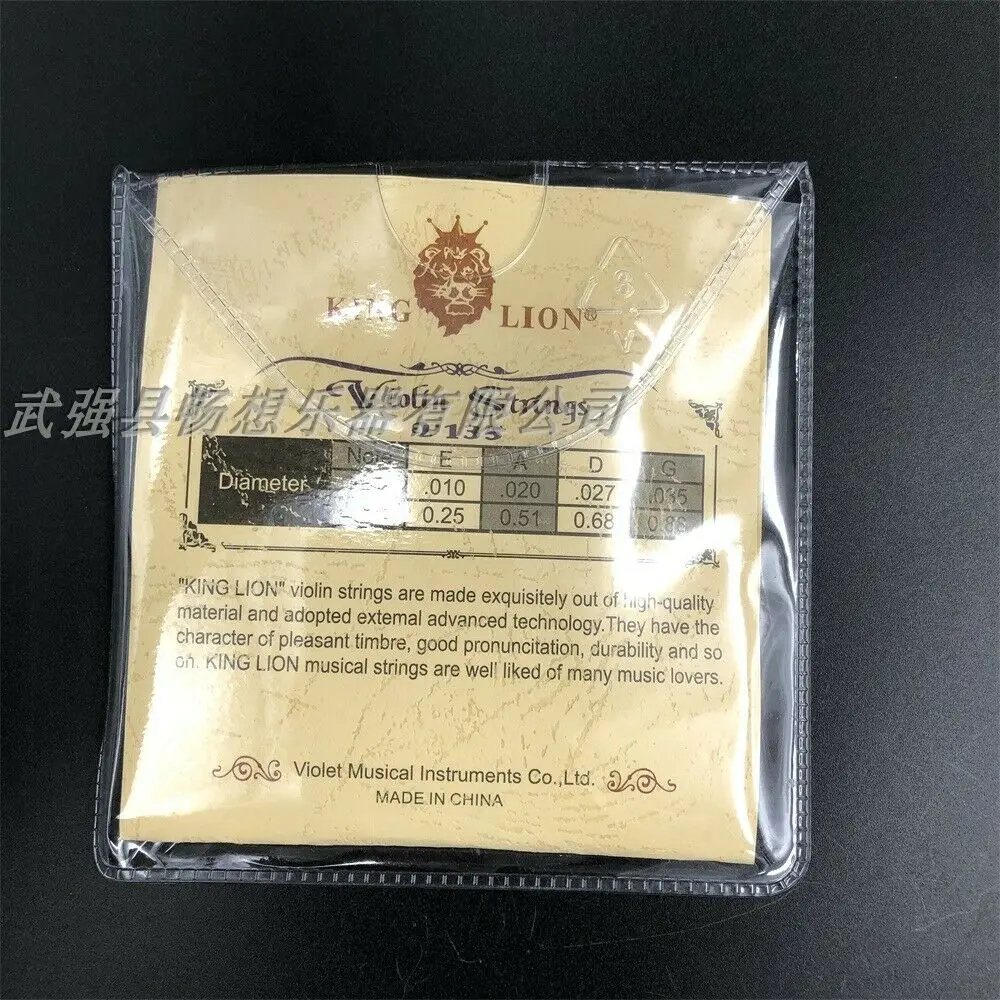 KING LION®
Violin Strings
武强县畅想乐器有限公司
Note E A D G
Diameter .010 .020 .027 .035
0.25 0.51 0.68 0.88
"KING LION" violin strings are made exquisitely out of high-quality
material and adopted external advanced technology.They have the
character of pleasant timbre, good pronuncitation, durability and so
on. KING LION musical strings are well liked of many music lovers.
Violet Musical Instruments Co.,Ltd.
MADE IN CHINA